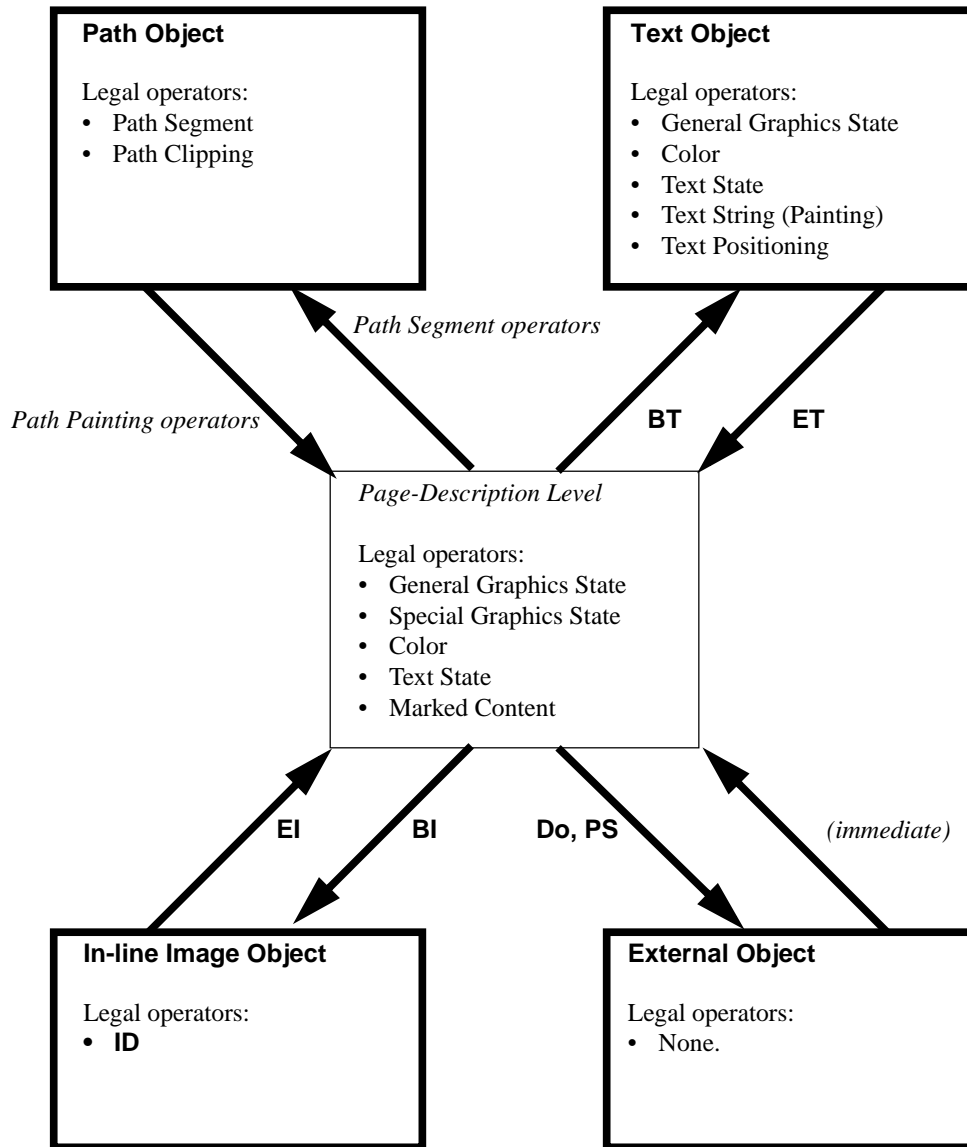 Path Object
Legal operators:
• Path Segment
• Path Clipping
Text Object
Legal operators:
• General Graphics State
• Color
• Text State
• Text String (Painting)
• Text Positioning
Path Segment operators
Path Painting operators
BT
ET
Page-Description Level
Legal operators:
• General Graphics State
• Special Graphics State
• Color
• Text State
• Marked Content
EI
BI
Do, PS
(immediate)
In-line Image Object
Legal operators:
• ID
External Object
Legal operators:
• None.